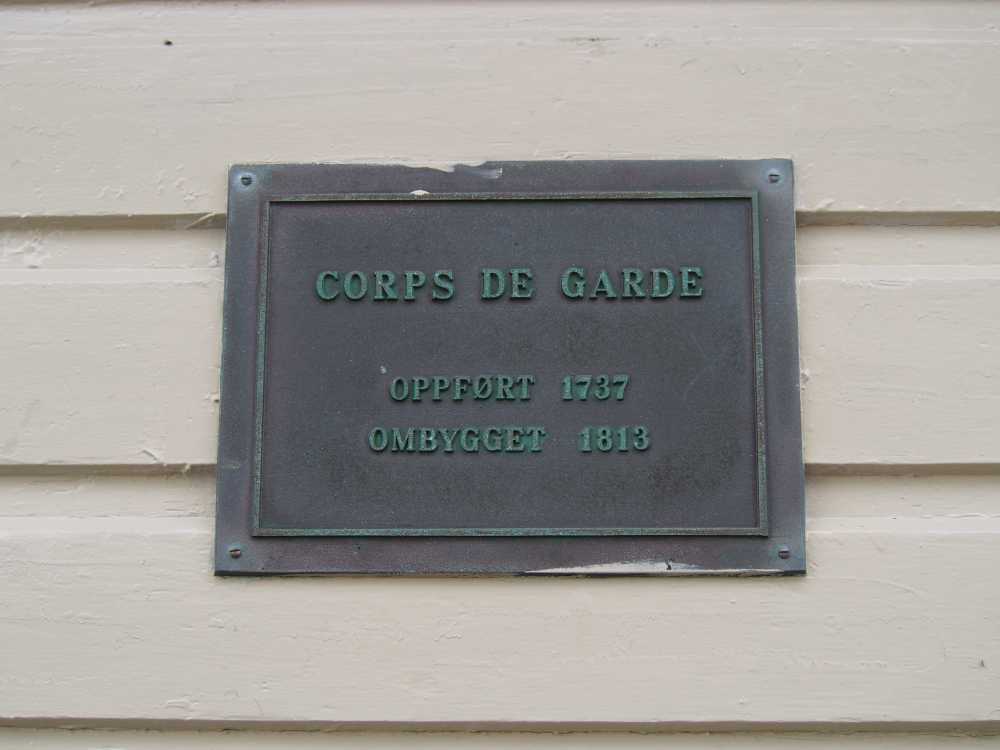 CORPS DE GARDE
OPPFØRT 1737
OMBYGGET 1813